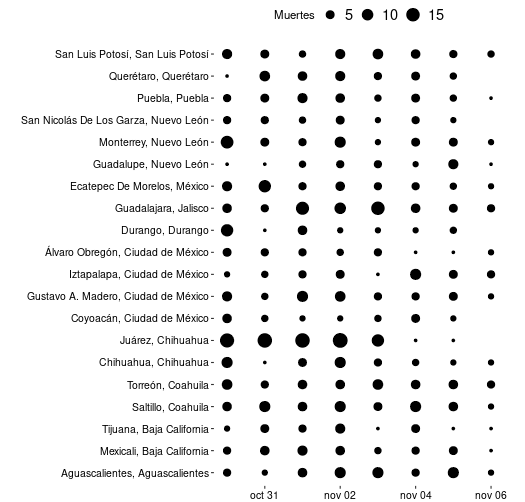 Muertes 5 10 15
San Luis Potosí, San Luis Potosí
Querétaro, Querétaro
Puebla, Puebla
San Nicolás De Los Garza, Nuevo León
Monterrey, Nuevo León
Guadalupe, Nuevo León
Ecatepec De Morelos, México
Guadalajara, Jalisco
Durango, Durango
Álvaro Obregón, Ciudad de México
Iztapalapa, Ciudad de México
Gustavo A. Madero, Ciudad de México
Coyoacán, Ciudad de México
Juárez, Chihuahua
Chihuahua, Chihuahua
Torreón, Coahuila
Saltillo, Coahuila
Tijuana, Baja California
Mexicali, Baja California
Aguascalientes, Aguascalientes
oct 31 nov 02 nov 04 nov 06